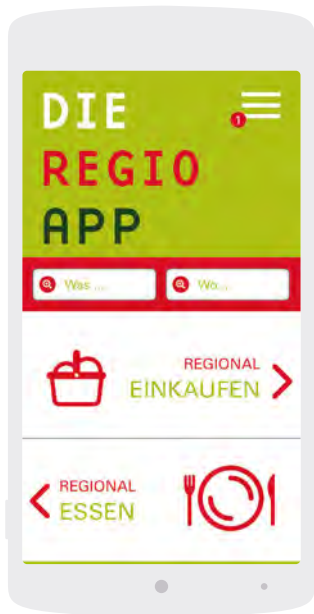 DIE
1
REGIO
APP
Was ...
Wo...
REGIONAL
EINKAUFEN
REGIONAL
ESSEN